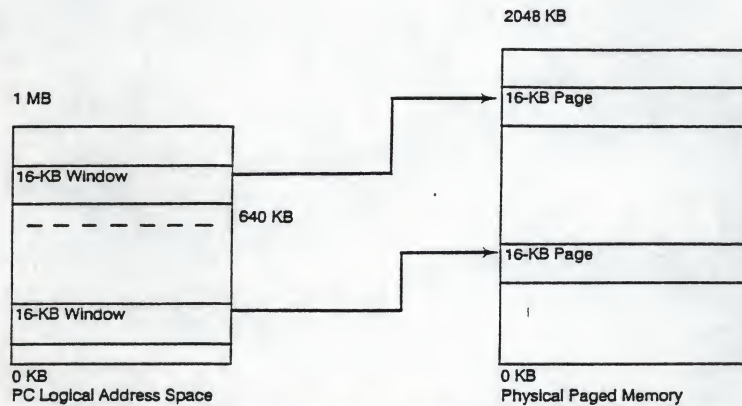 2048 KB
1 MB
16-KB Page
16-KB Window
640 KB
16-KB Page
16-KB Window
0 KB
PC Logical Address Space
0 KB
Physical Paged Memory